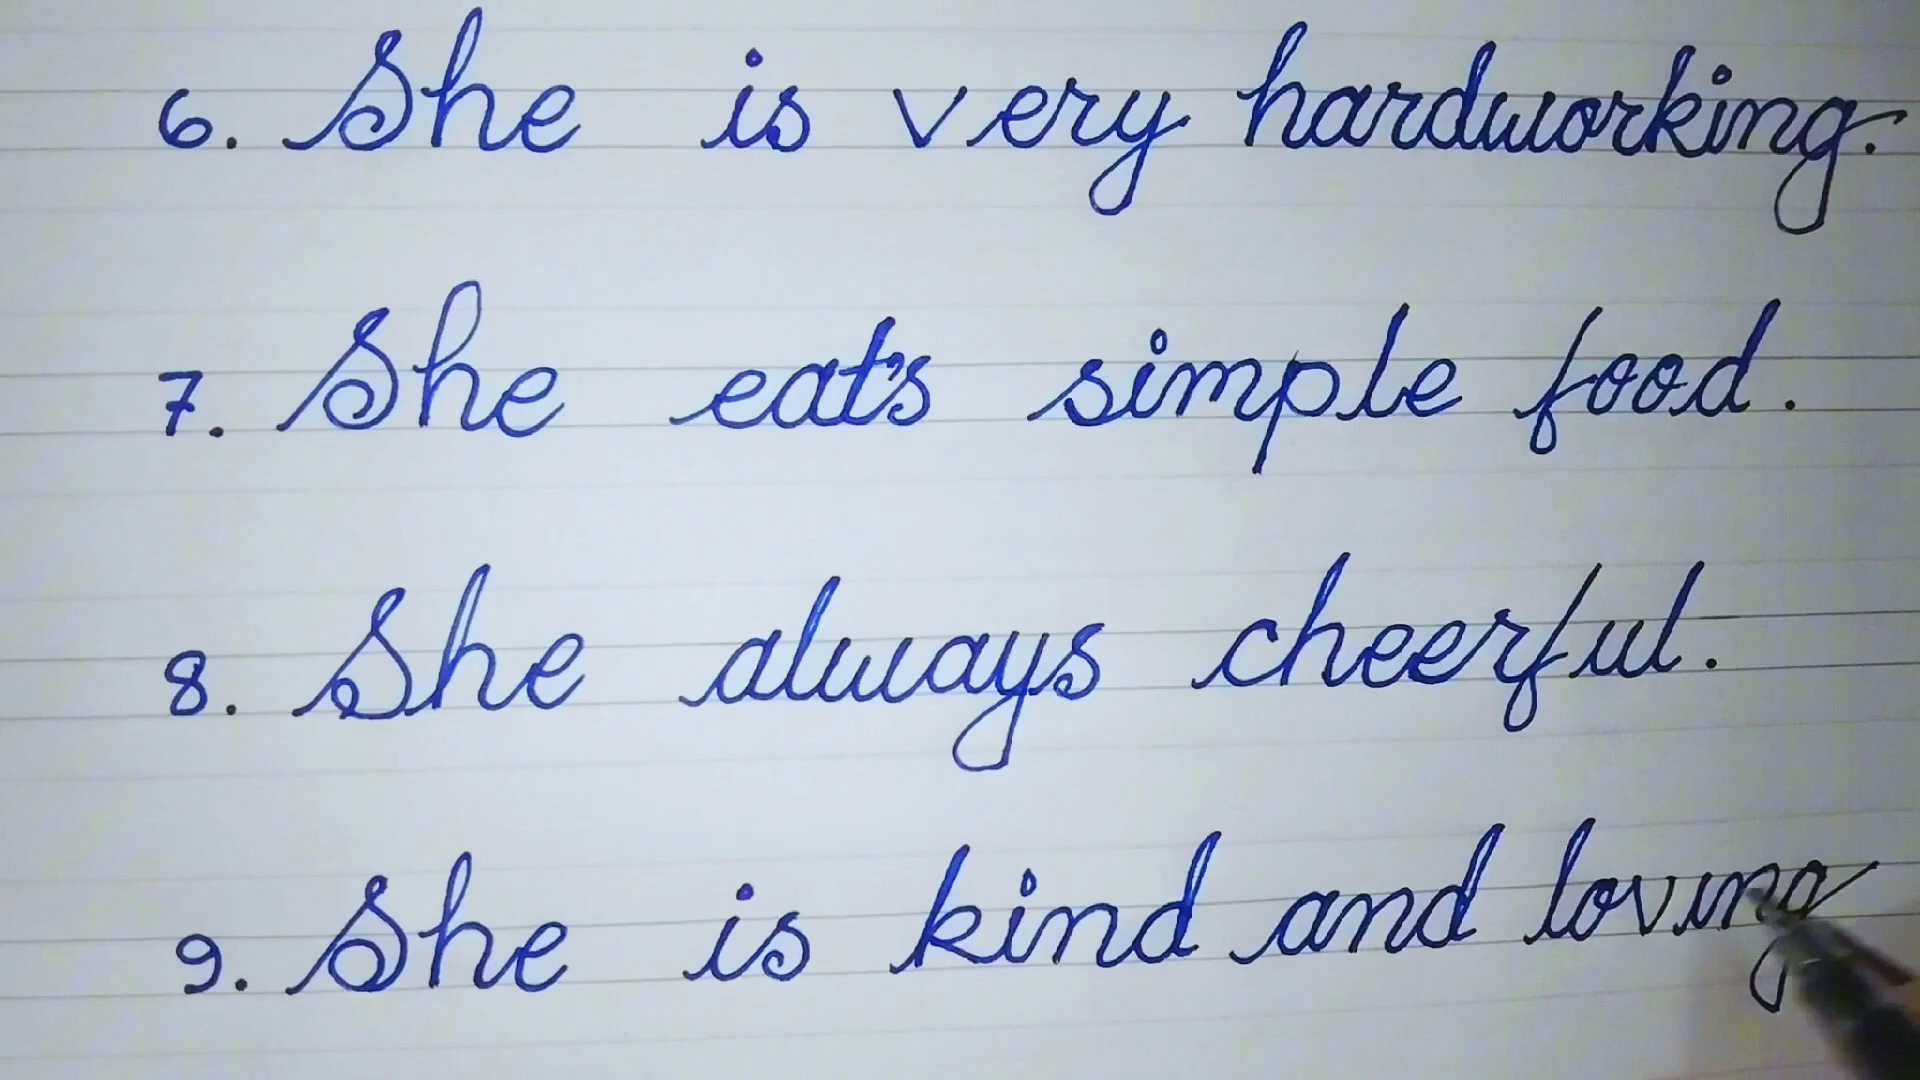 6. She is very hardworking.
7. She eats simple food.
8. She always cheerful.
9. She is kind and loving